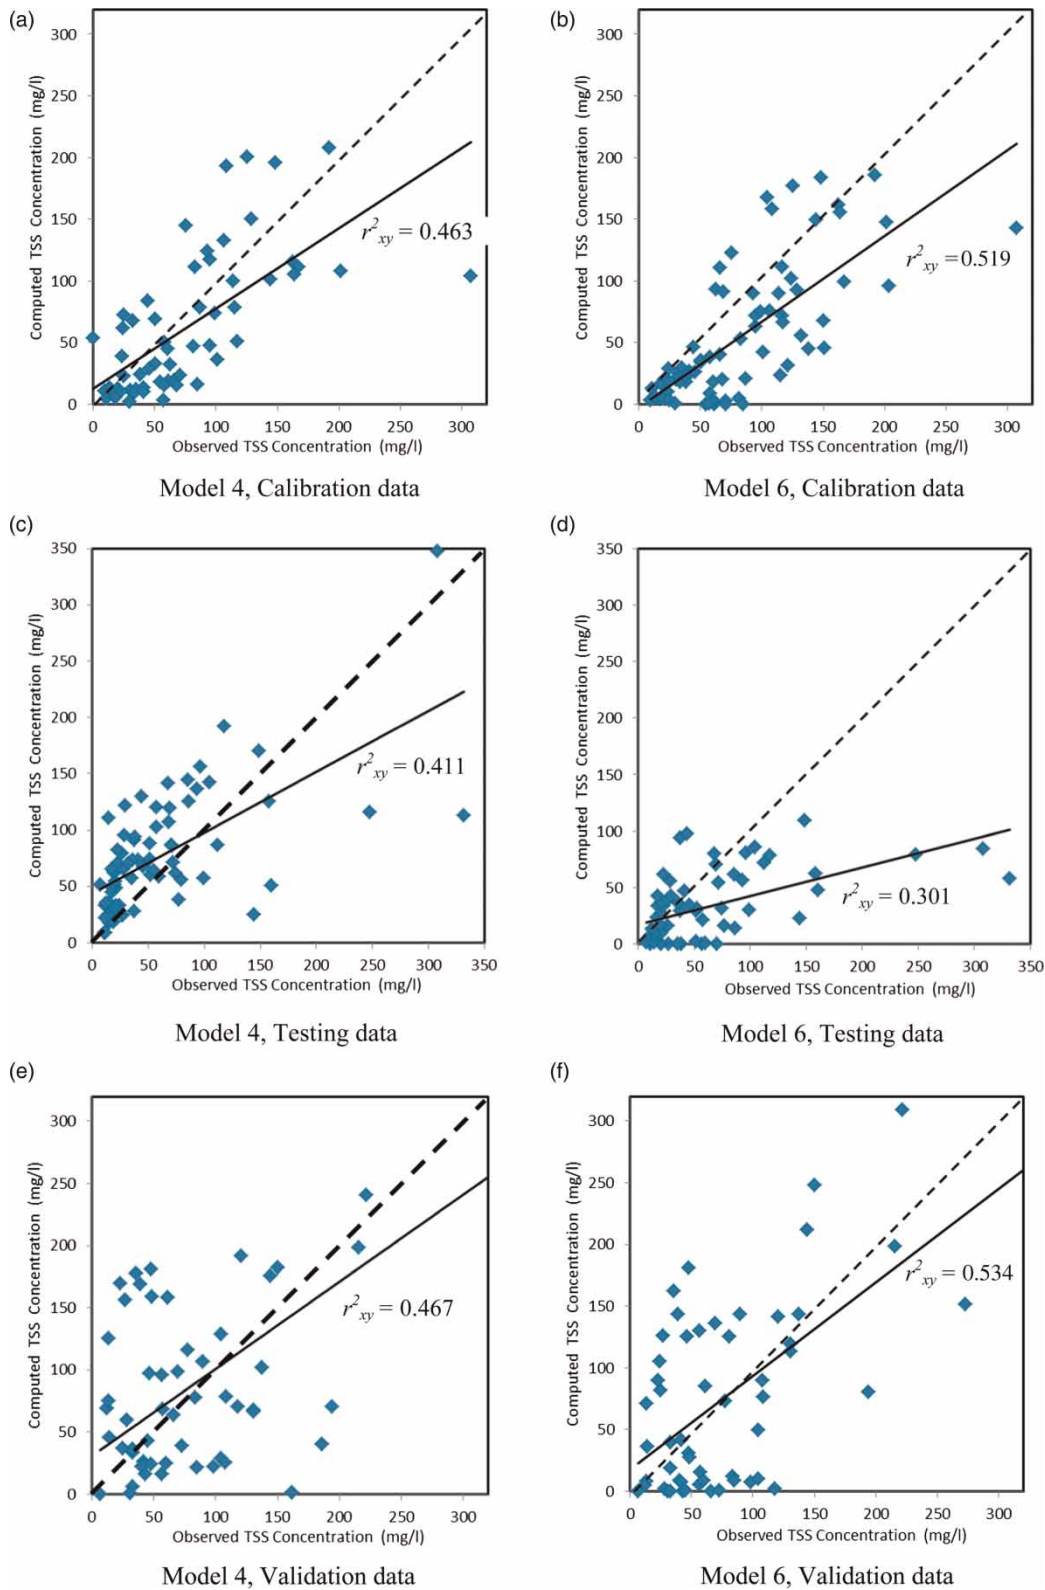 (a)
Computed TSS Concentration (mg/l)
300
250
200
150
100
50
0
0 50 100 150 200 250 300
Observed TSS Concentration (mg/l)
r²xy = 0.463
Model 4, Calibration data
(b)
Computed TSS Concentration (mg/l)
300
250
200
150
100
50
0
0 50 100 150 200 250 300
Observed TSS Concentration (mg/l)
r²xy =0.519
Model 6, Calibration data
(c)
Computed TSS Concentration (mg/l)
350
300
250
200
150
100
50
0
0 50 100 150 200 250 300 350
Observed TSS Concentration (mg/l)
r²xy = 0.411
Model 4, Testing data
(d)
Computed TSS Concentration (mg/l)
350
300
250
200
150
100
50
0
0 50 100 150 200 250 300 350
Observed TSS Concentration (mg/l)
r²xy = 0.301
Model 6, Testing data
(e)
Computed TSS Concentration (mg/l)
300
250
200
150
100
50
0
0 50 100 150 200 250 300
Observed TSS Concentration (mg/l)
r²xy = 0.467
Model 4, Validation data
(f)
Computed TSS Concentration (mg/l)
300
250
200
150
100
50
0
0 50 100 150 200 250 300
Observed TSS Concentration (mg/l)
r²xy = 0.534
Model 6, Validation data